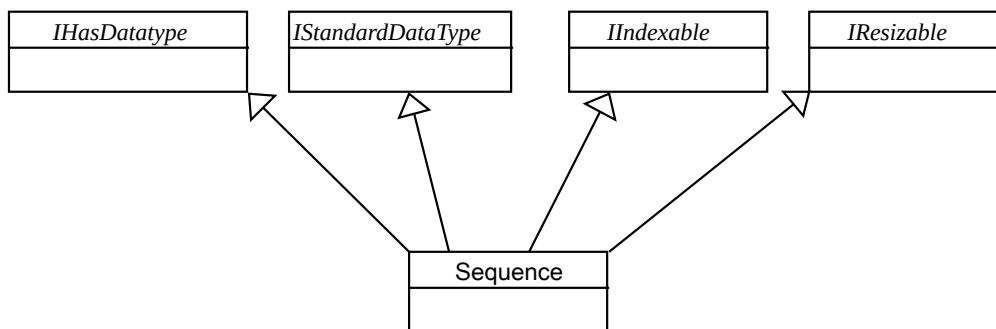 IHasDatatype
IStandardDataType
IIndexable
IResizable
Sequence